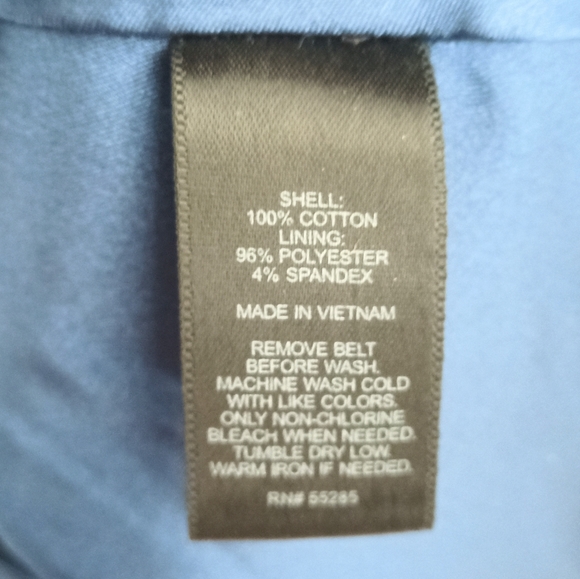 SHELL:
100% COTTON
LINING:
96% POLYESTER
4% SPANDEX
MADE IN VIETNAM
REMOVE BELT
BEFORE WASH.
MACHINE WASH COLD
WITH LIKE COLORS.
ONLY NON-CHLORINE
BLEACH WHEN NEEDED.
TUMBLE DRY LOW.
WARM IRON IF NEEDED.
RN# 55285